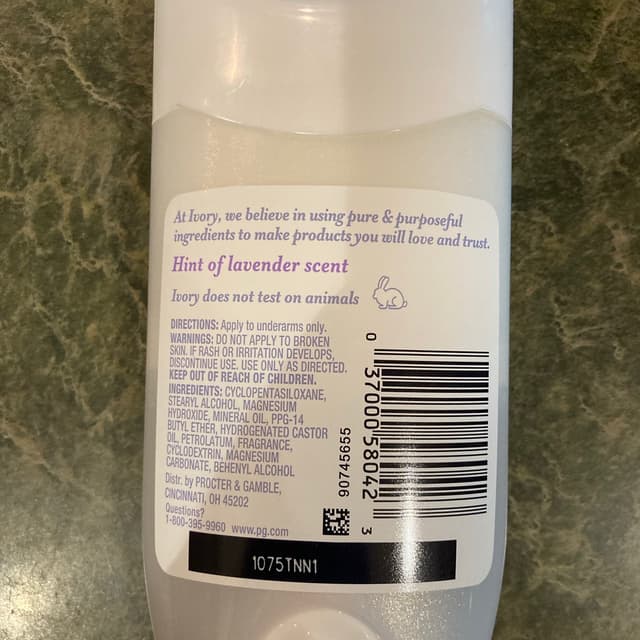 At Ivory, we believe in using pure & purposeful
ingredients to make products you will love and trust.
Hint of lavender scent
Ivory does not test on animals
DIRECTIONS: Apply to underarms only.
WARNINGS: DO NOT APPLY TO BROKEN
SKIN. IF RASH OR IRRITATION DEVELOPS,
DISCONTINUE USE. USE ONLY AS DIRECTED.
KEEP OUT OF REACH OF CHILDREN.
INGREDIENTS: CYCLOPENTASILOXANE,
STEARYL ALCOHOL, MAGNESIUM
HYDROXIDE, MINERAL OIL, PPG-14
BUTYL ETHER, HYDROGENATED CASTOR
OIL, PETROLATUM, FRAGRANCE,
CYCLODEXTRIN, MAGNESIUM
CARBONATE, BEHENYL ALCOHOL
Distr. by PROCTER & GAMBLE,
CINCINNATI, OH 45202
Questions?
1-800-395-9960 www.pg.com
90745655
0 37000 58042 3
1075TNN1